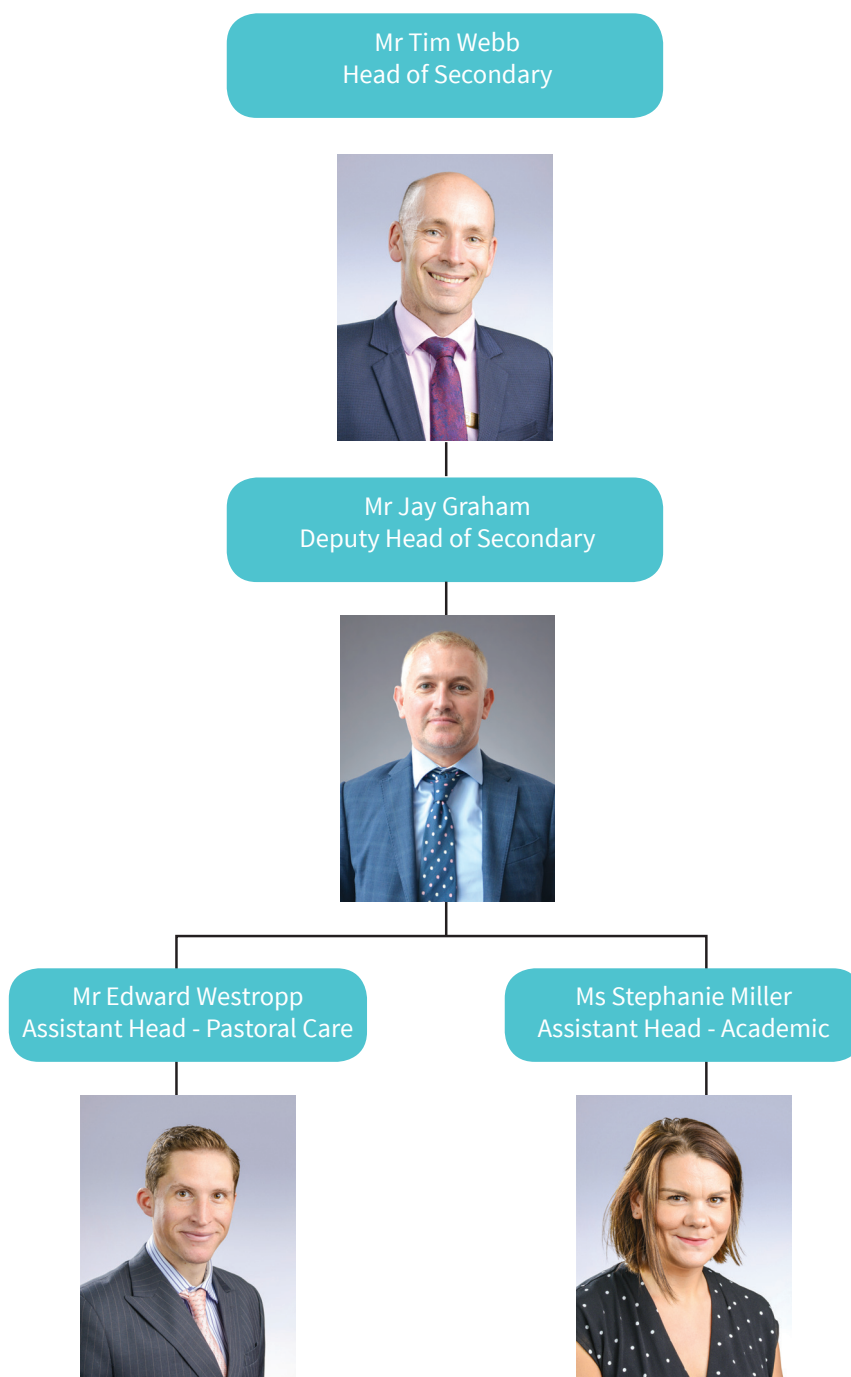 Mr Tim Webb
Head of Secondary
Mr Jay Graham
Deputy Head of Secondary
Mr Edward Westropp
Assistant Head - Pastoral Care
Ms Stephanie Miller
Assistant Head - Academic